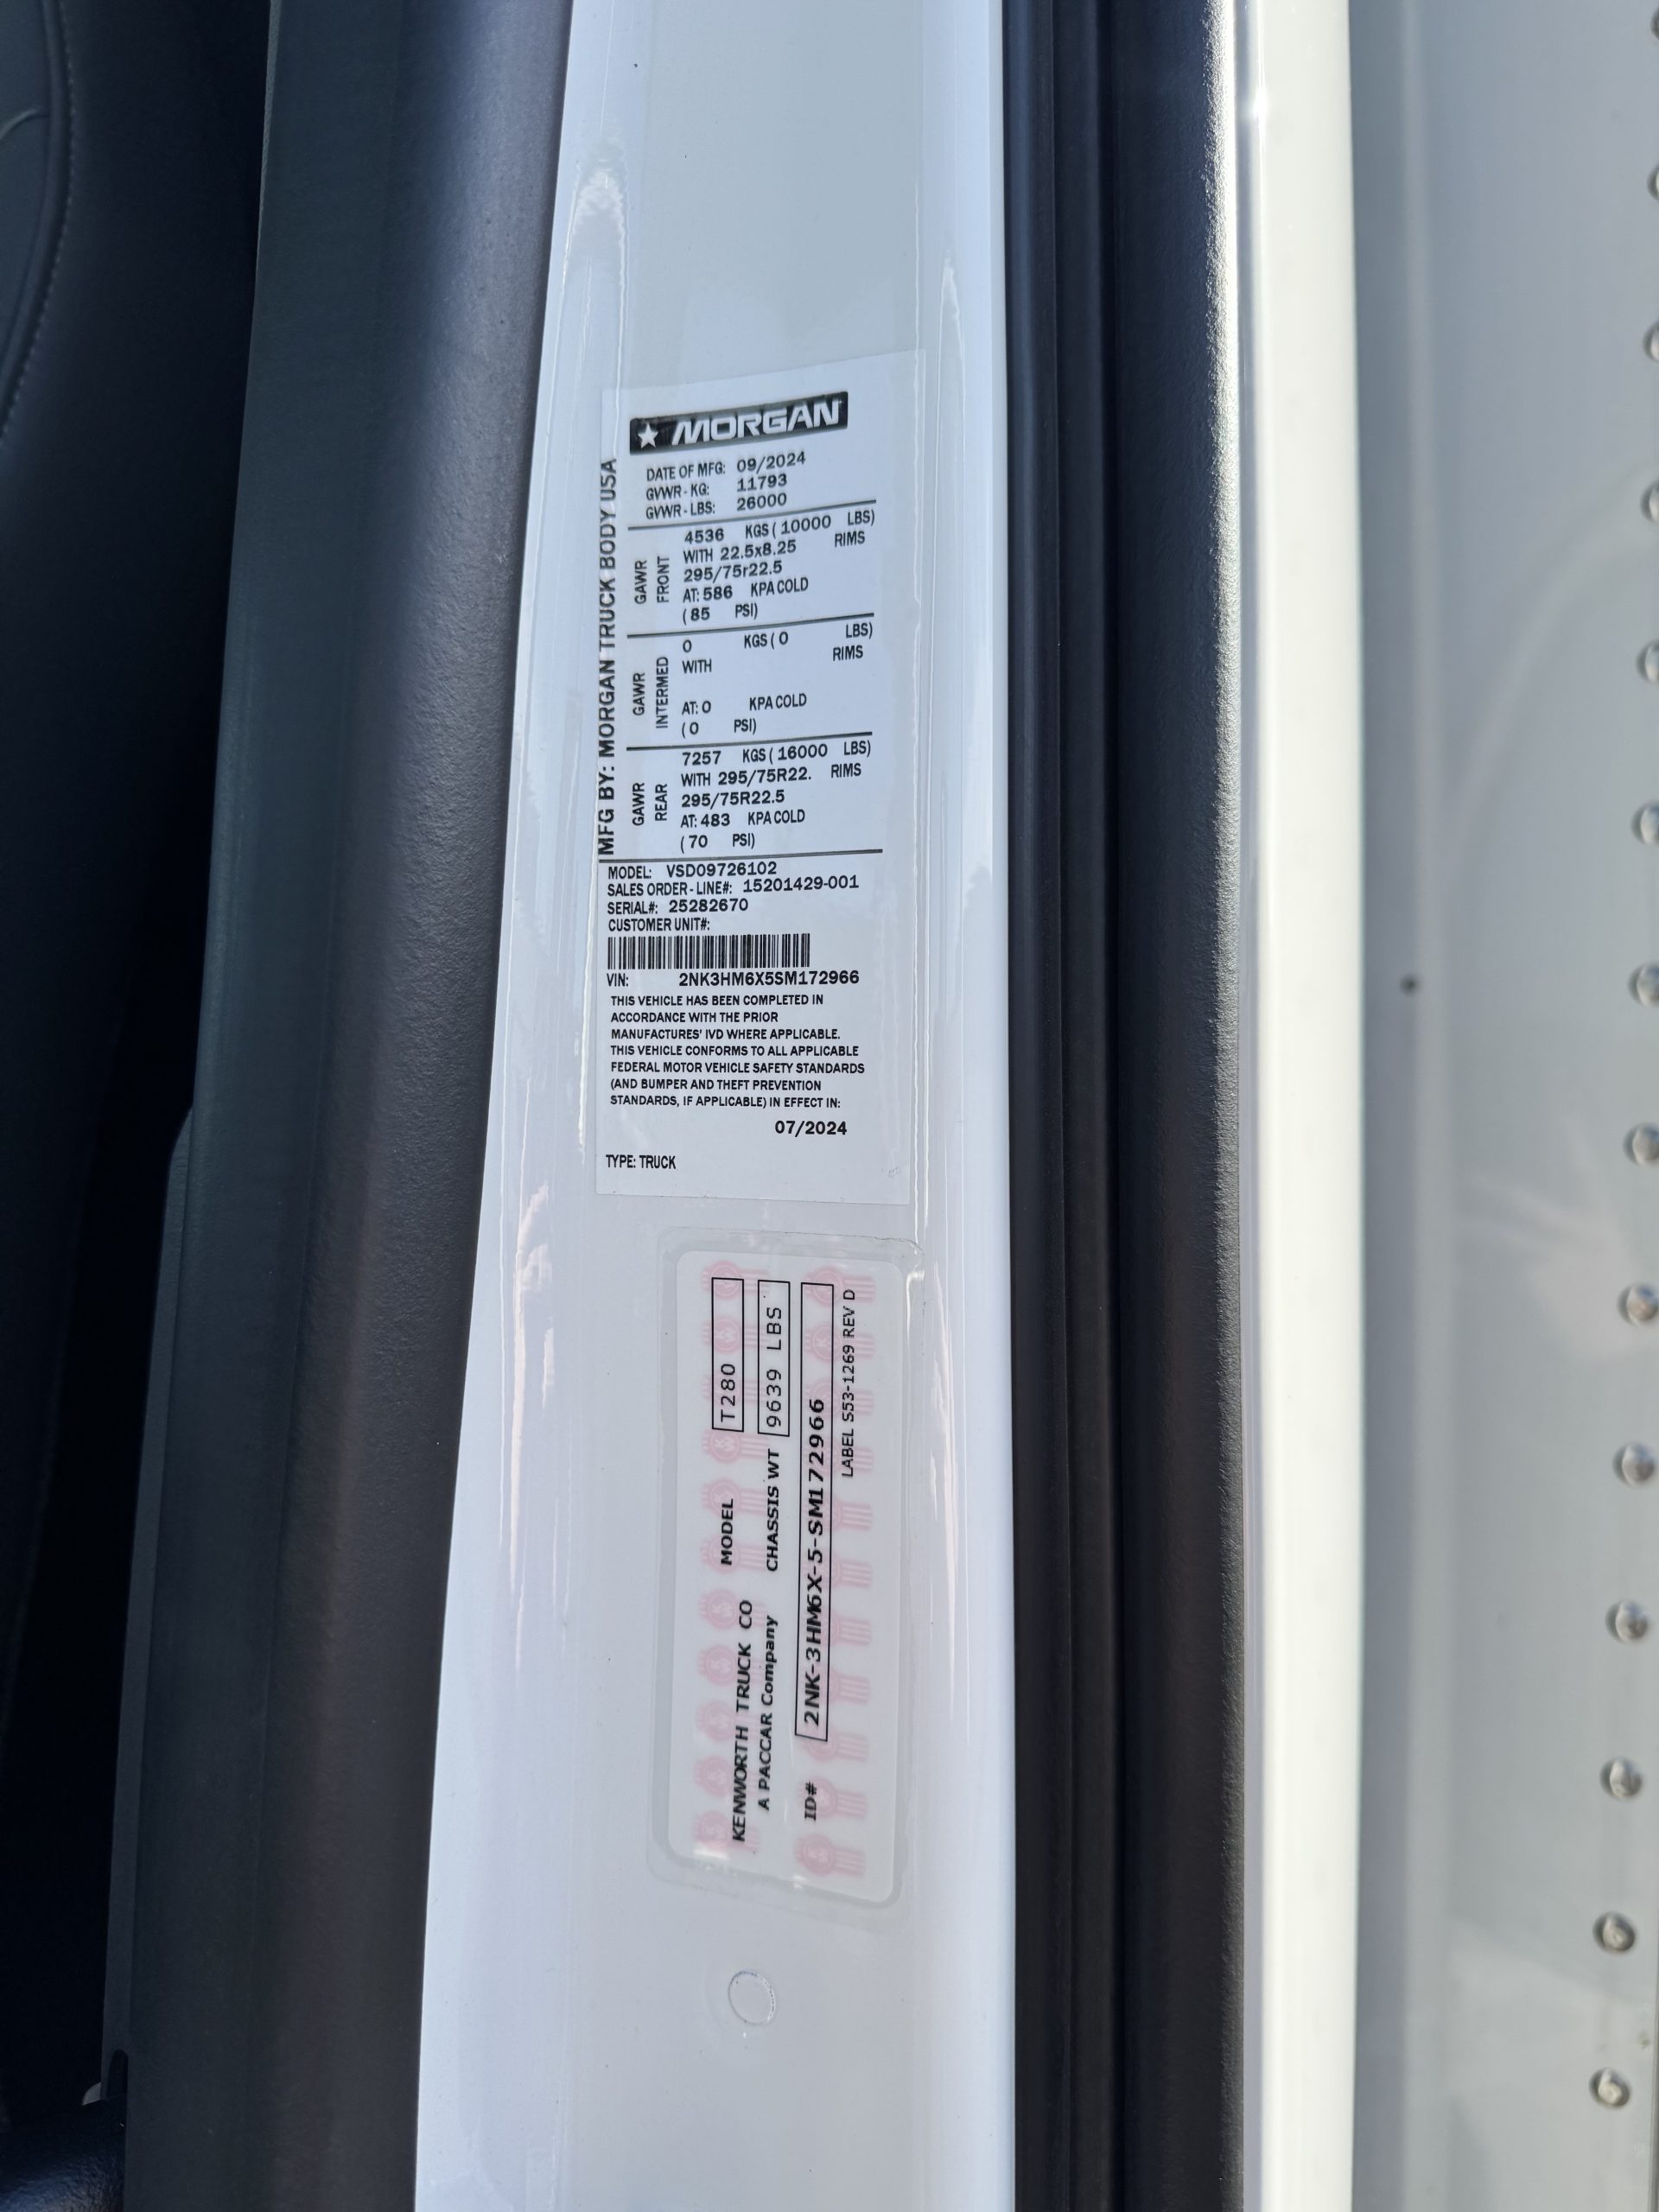 MORGAN
MFG BY: MORGAN TRUCK BODY USA
DATE OF MFG: 09/2024
GVWR - KG: 11793
GVWR - LBS: 26000
GAWR FRONT
4536 KGS ( 10000 LBS)
WITH 22.5x8.25 RIMS
295/75r22.5
AT: 586 KPA COLD
( 85 PSI)
GAWR INTERMED
0 KGS ( 0 LBS)
WITH RIMS
AT: 0 KPA COLD
( 0 PSI)
GAWR REAR
7257 KGS ( 16000 LBS)
WITH 295/75R22. RIMS
295/75R22.5
AT: 483 KPA COLD
( 70 PSI)
MODEL: VSD09726102
SALES ORDER - LINE#: 15201429-001
SERIAL#: 25282670
CUSTOMER UNIT#:
VIN: 2NK3HM6X5SM172966
THIS VEHICLE HAS BEEN COMPLETED IN
ACCORDANCE WITH THE PRIOR
MANUFACTURES' IVD WHERE APPLICABLE.
THIS VEHICLE CONFORMS TO ALL APPLICABLE
FEDERAL MOTOR VEHICLE SAFETY STANDARDS
(AND BUMPER AND THEFT PREVENTION
STANDARDS, IF APPLICABLE) IN EFFECT IN:
07/2024
TYPE: TRUCK
KENWORTH TRUCK CO MODEL T280
A PACCAR Company CHASSIS WT 9639 LBS
ID# 2NK-3HM6X-5-SM172966
LABEL S53-1269 REV D